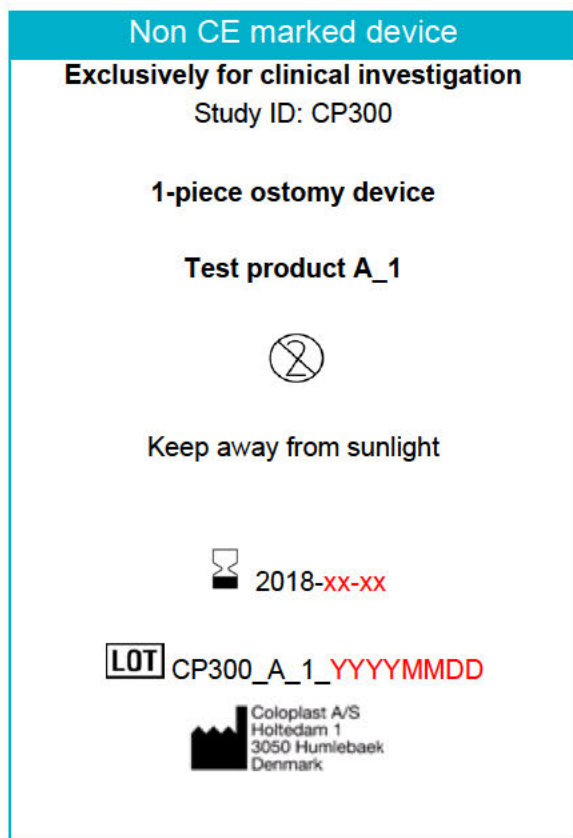 Non CE marked device
Exclusively for clinical investigation
Study ID: CP300
1-piece ostomy device
Test product A_1
2
Keep away from sunlight
2018-xx-xx
LOT CP300_A_1_YYYYMMDD
Coloplast A/S
Holtedam 1
3050 Humlebaek
Denmark